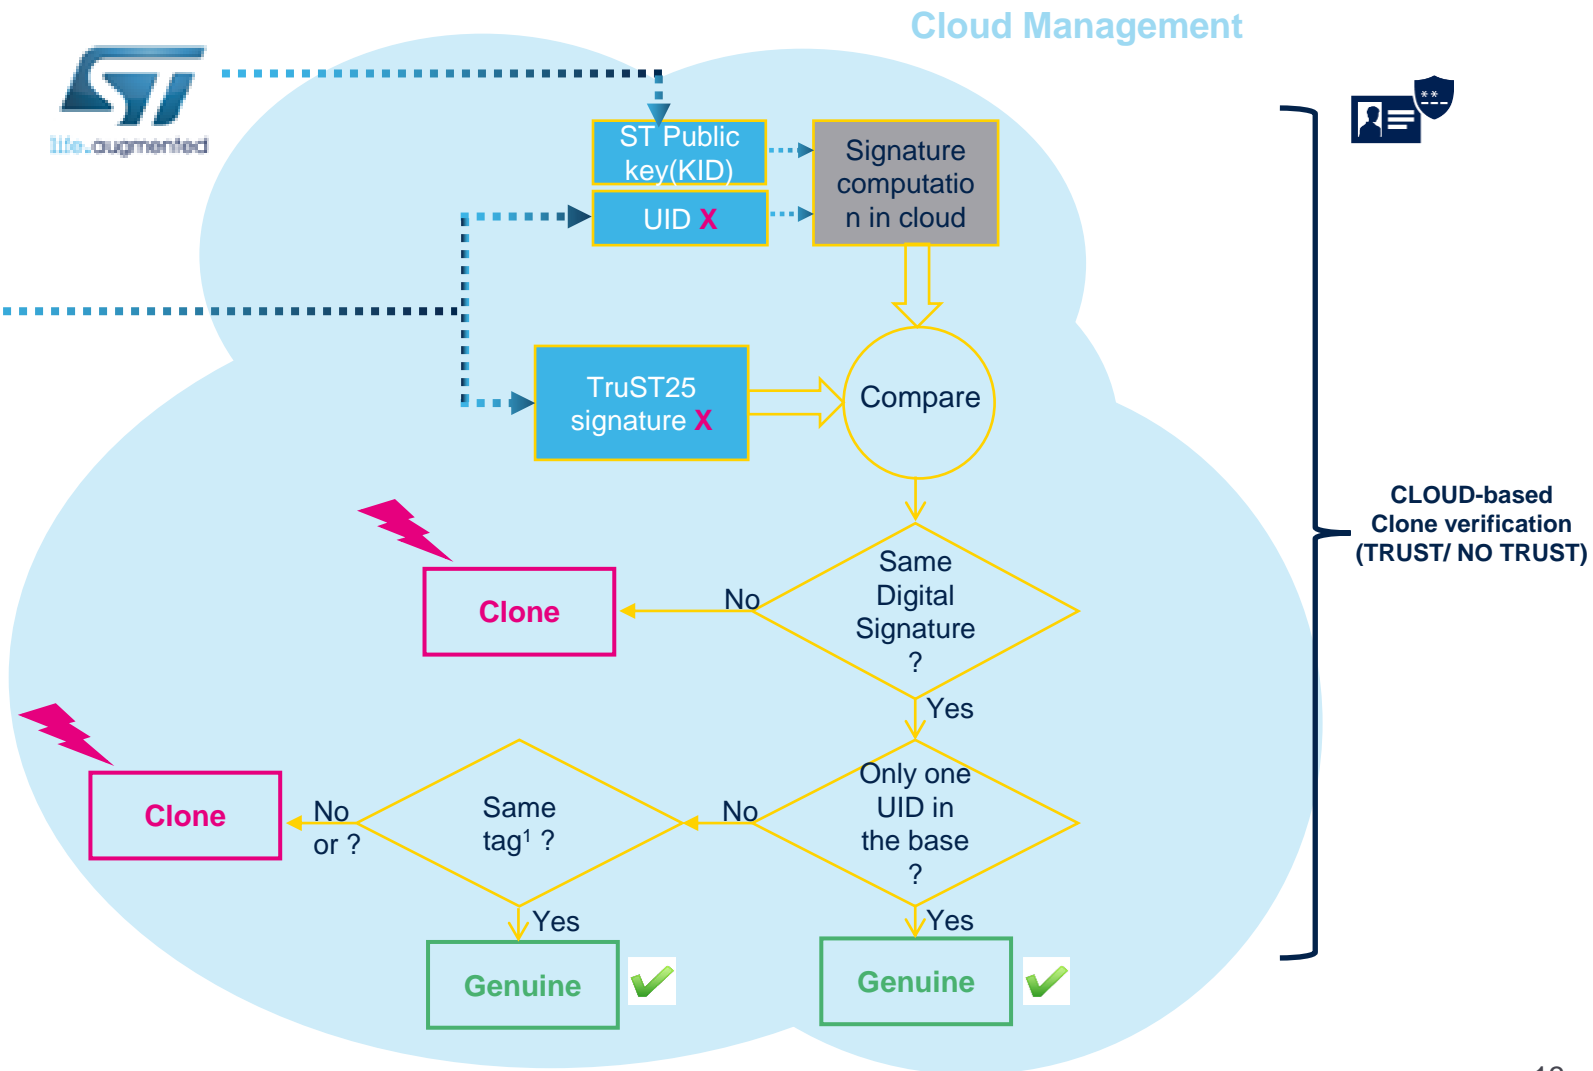 Cloud Management
life.augmented
ST Public
key(KID)
UID X
Signature
computatio
n in cloud
TruST25
signature X
Compare
CLOUD-based
Clone verification
(TRUST/ NO TRUST)
Same
Digital
Signature
?
No
Clone
Yes
Only one
UID in
the base
?
No
Same
tag¹ ?
No
or ?
Clone
Yes
Genuine
Yes
Genuine